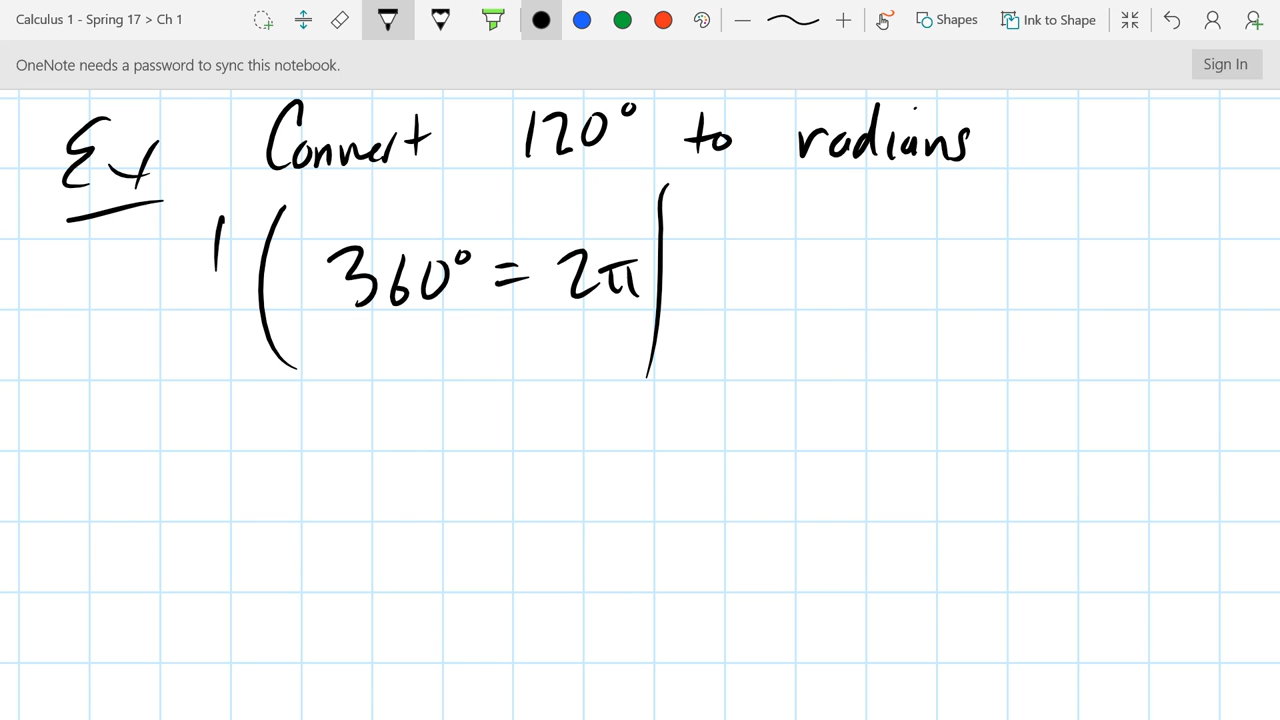 Calculus 1 - Spring 17 > Ch 1
Shapes
Ink to Shape
OneNote needs a password to sync this notebook.
Sign In
Ex Convert 120° to radians
1 ( 360° = 2π )